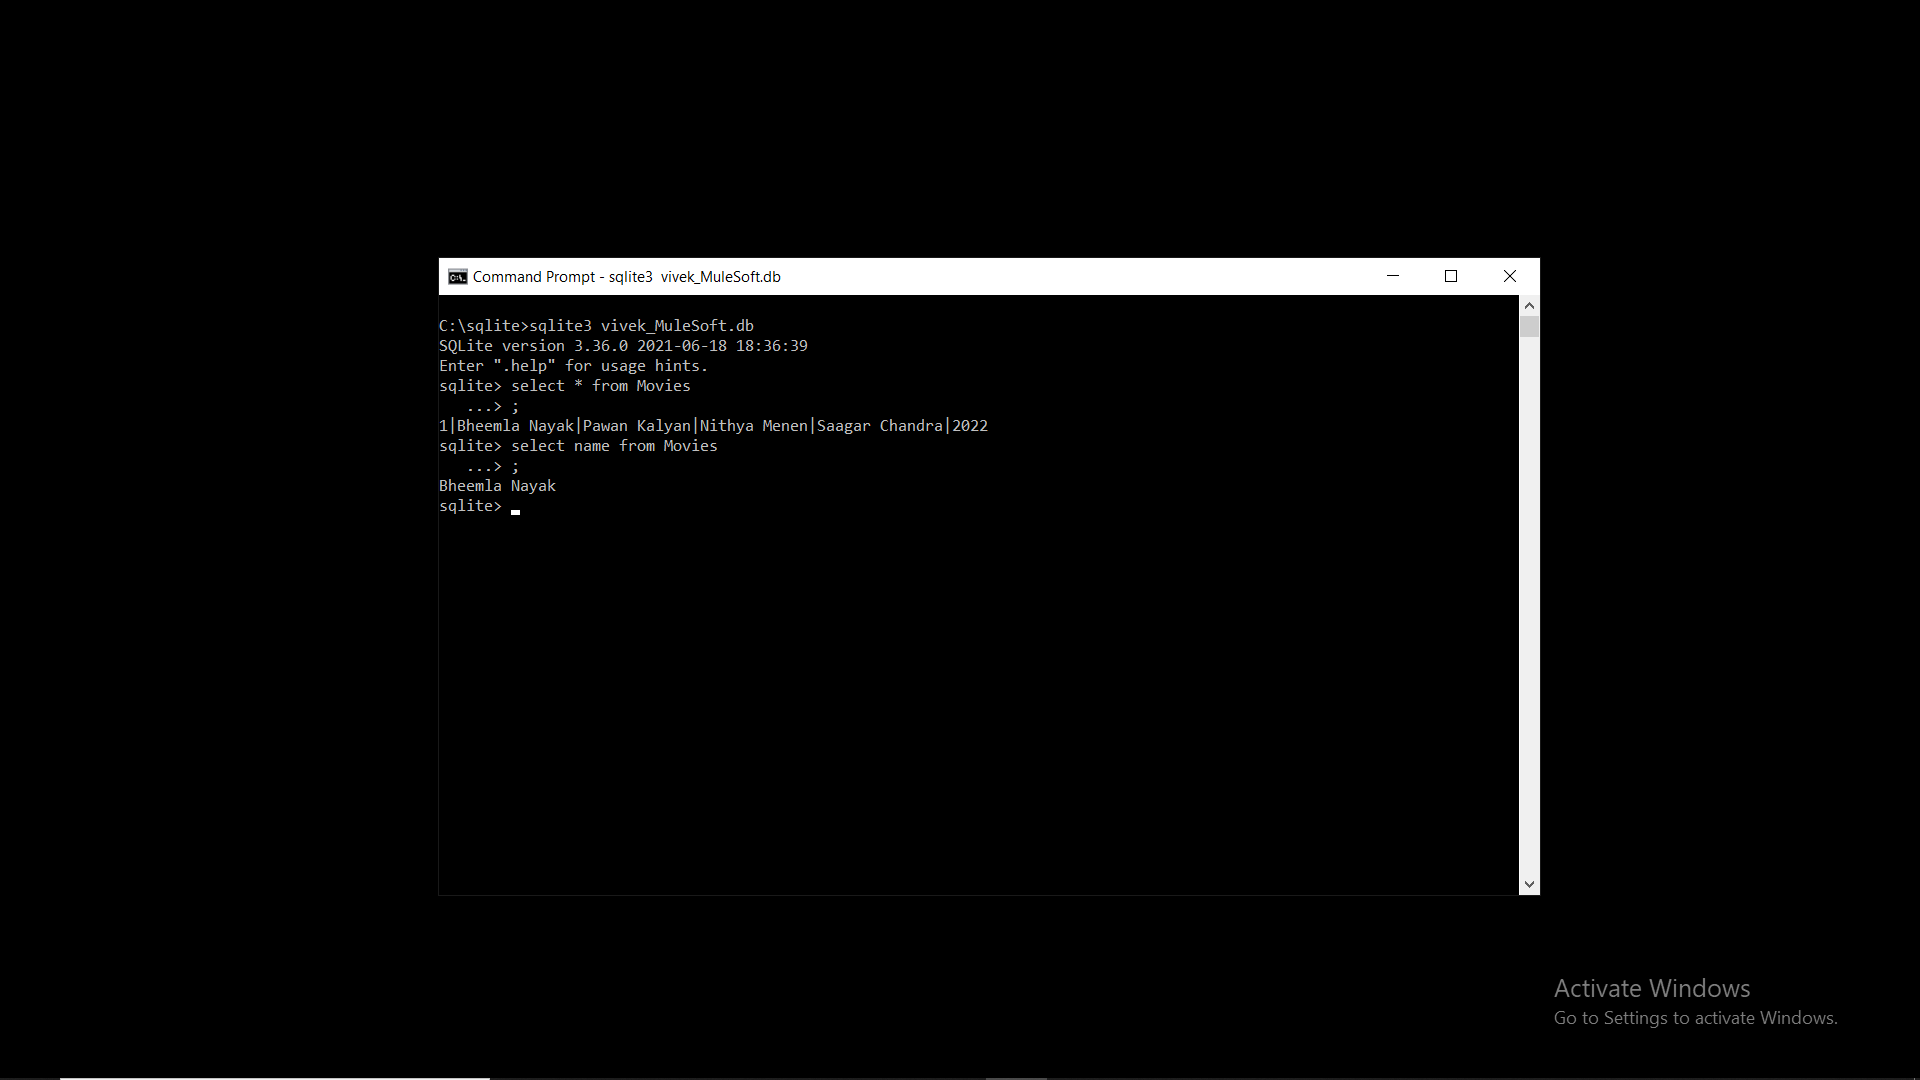 Command Prompt - sqlite3  vivek_MuleSoft.db
C:\sqlite>sqlite3 vivek_MuleSoft.db
SQLite version 3.36.0 2021-06-18 18:36:39
Enter ".help" for usage hints.
sqlite> select * from Movies
   ...> ;
1|Bheemla Nayak|Pawan Kalyan|Nithya Menen|Saagar Chandra|2022
sqlite> select name from Movies
   ...> ;
Bheemla Nayak
sqlite>
Activate Windows
Go to Settings to activate Windows.